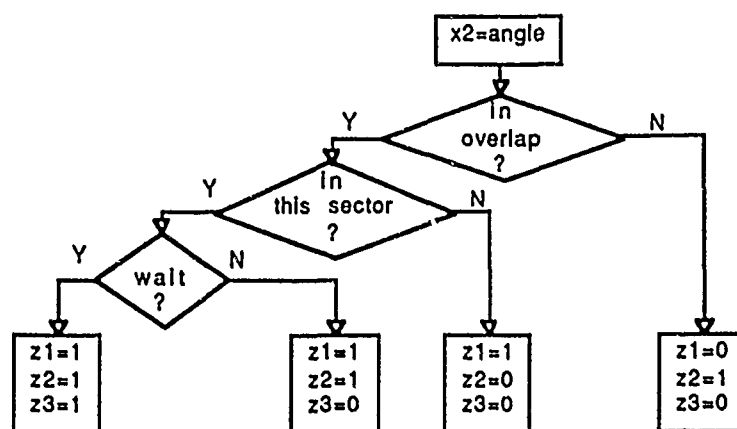 x2=angle
in
overlap
?
Y
N
in
this sector
?
Y
N
wait
?
Y
N
z1=1
z2=1
z3=1
z1=1
z2=1
z3=0
z1=1
z2=0
z3=0
z1=0
z2=1
z3=0